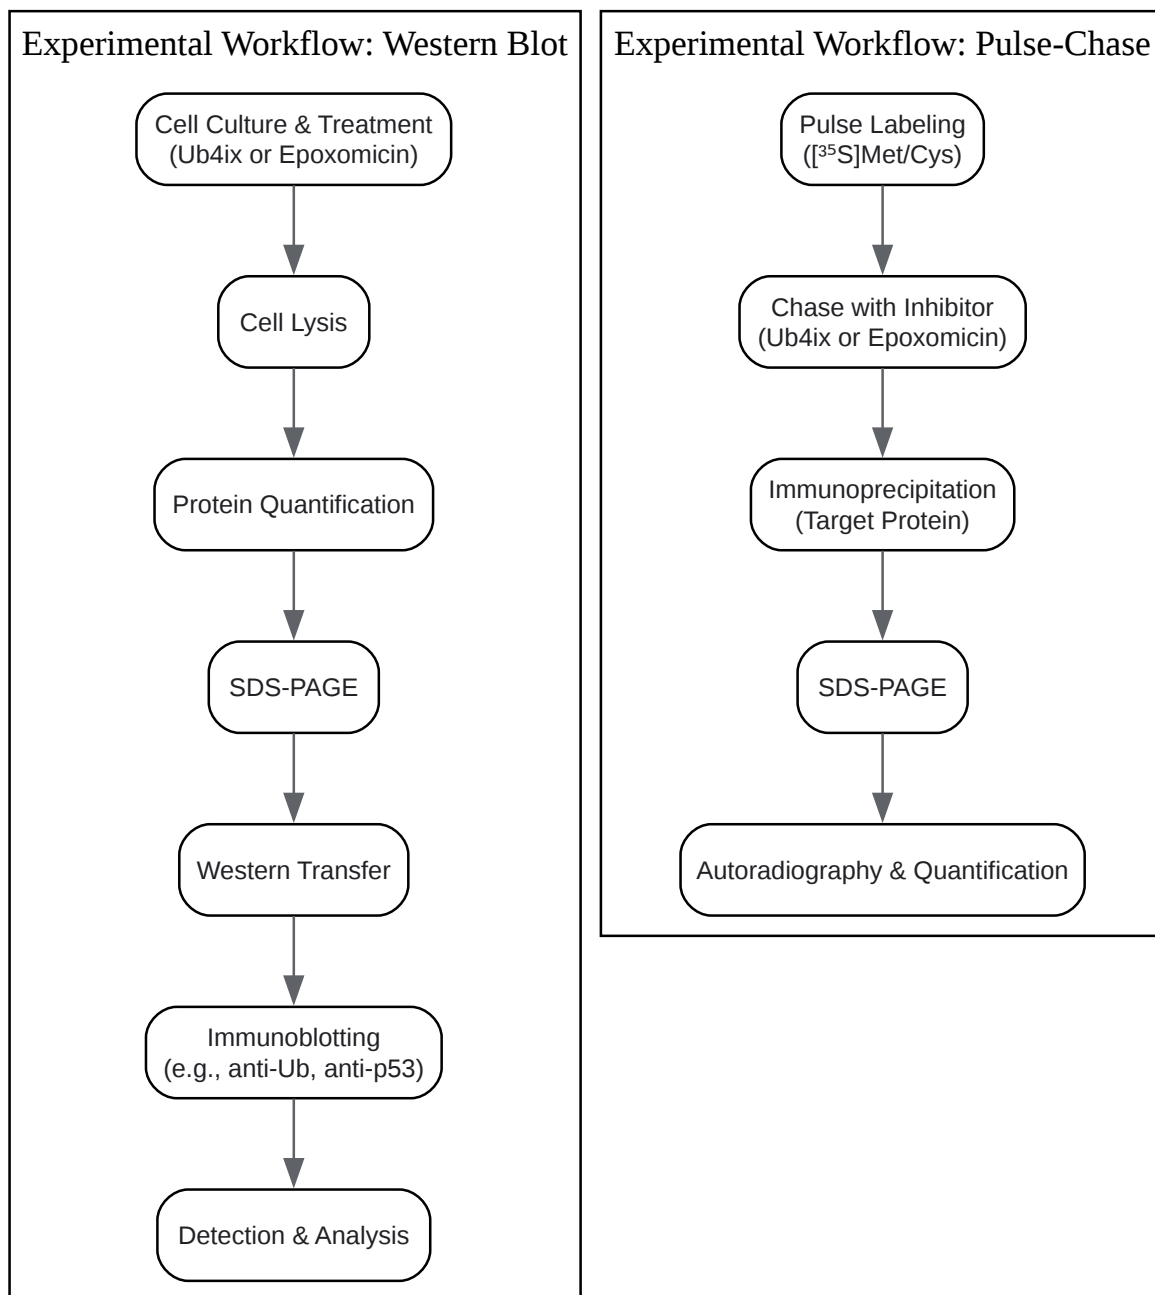 Experimental Workflow: Western Blot
Cell Culture & Treatment
(Ub4ix or Epoxomicin)
Cell Lysis
Protein Quantification
SDS-PAGE
Western Transfer
Immunoblotting
(e.g., anti-Ub, anti-p53)
Detection & Analysis
Experimental Workflow: Pulse-Chase
Pulse Labeling
([³⁵S]Met/Cys)
Chase with Inhibitor
(Ub4ix or Epoxomicin)
Immunoprecipitation
(Target Protein)
SDS-PAGE
Autoradiography & Quantification